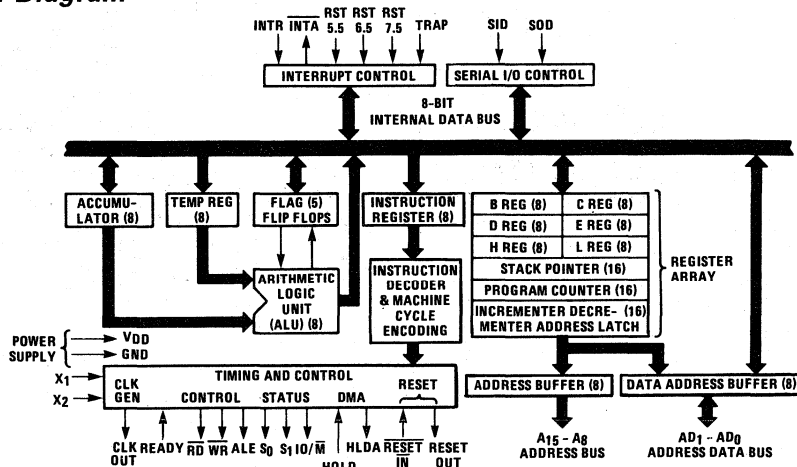 Diagram
INTR INTA RST 5.5 RST 6.5 RST 7.5 TRAP
SID SOD
INTERRUPT CONTROL
SERIAL I/O CONTROL
8-BIT
INTERNAL DATA BUS
ACCUMU-
LATOR (8)
TEMP REG
(8)
FLAG (5)
FLIP FLOPS
INSTRUCTION
REGISTER (8)
B REG (8) C REG (8)
D REG (8) E REG (8)
H REG (8) L REG (8)
STACK POINTER (16)
PROGRAM COUNTER (16)
INCREMENTER DECRE- (16)
MENTER ADDRESS LATCH
REGISTER
ARRAY
ARITHMETIC
LOGIC
UNIT
(ALU) (8)
INSTRUCTION
DECODER
& MACHINE
CYCLE
ENCODING
POWER
SUPPLY
VDD
GND
X1
X2
TIMING AND CONTROL
CLK
GEN
CONTROL STATUS DMA RESET
ADDRESS BUFFER (8)
DATA ADDRESS BUFFER (8)
CLK
OUT
READY RD WR ALE S0 S1 IO/M
HOLD
HLDA RESET
IN
RESET
OUT
A15 – A8
ADDRESS BUS
AD1 – AD0
ADDRESS DATA BUS